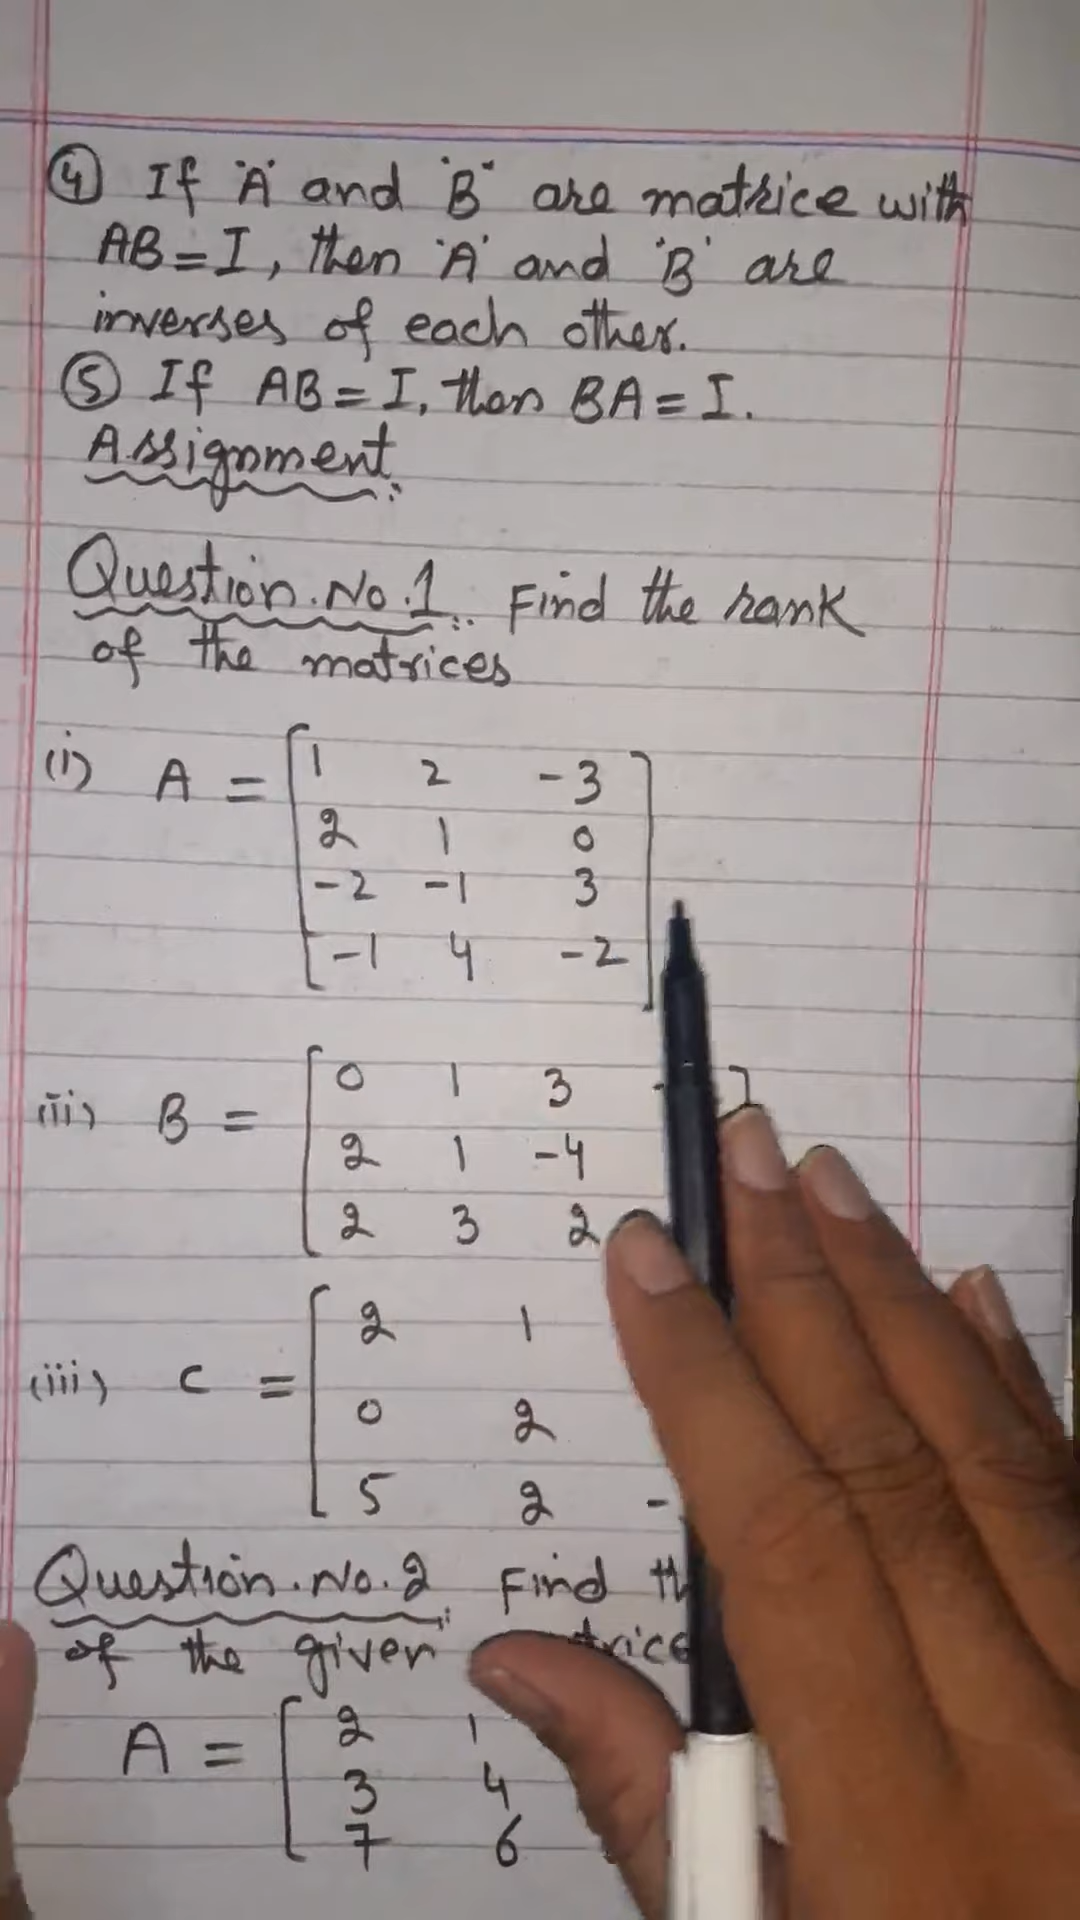 ④ If 'A' and 'B' are matrice with
AB = I, then 'A' and 'B' are
inverses of each other.
⑤ If AB = I, then BA = I.
Assignment
Question.No.1 Find the rank
of the matrices
(i) A = [1 2 -3
2 1 0
-2 -1 3
-1 4 -2]
(ii) B = [0 1 3
2 1 -4
2 3 2
(iii) C = [2 1
0 2
5 2 -
Question.No.2 Find
of the given
A = [2 1
3 4
7 6